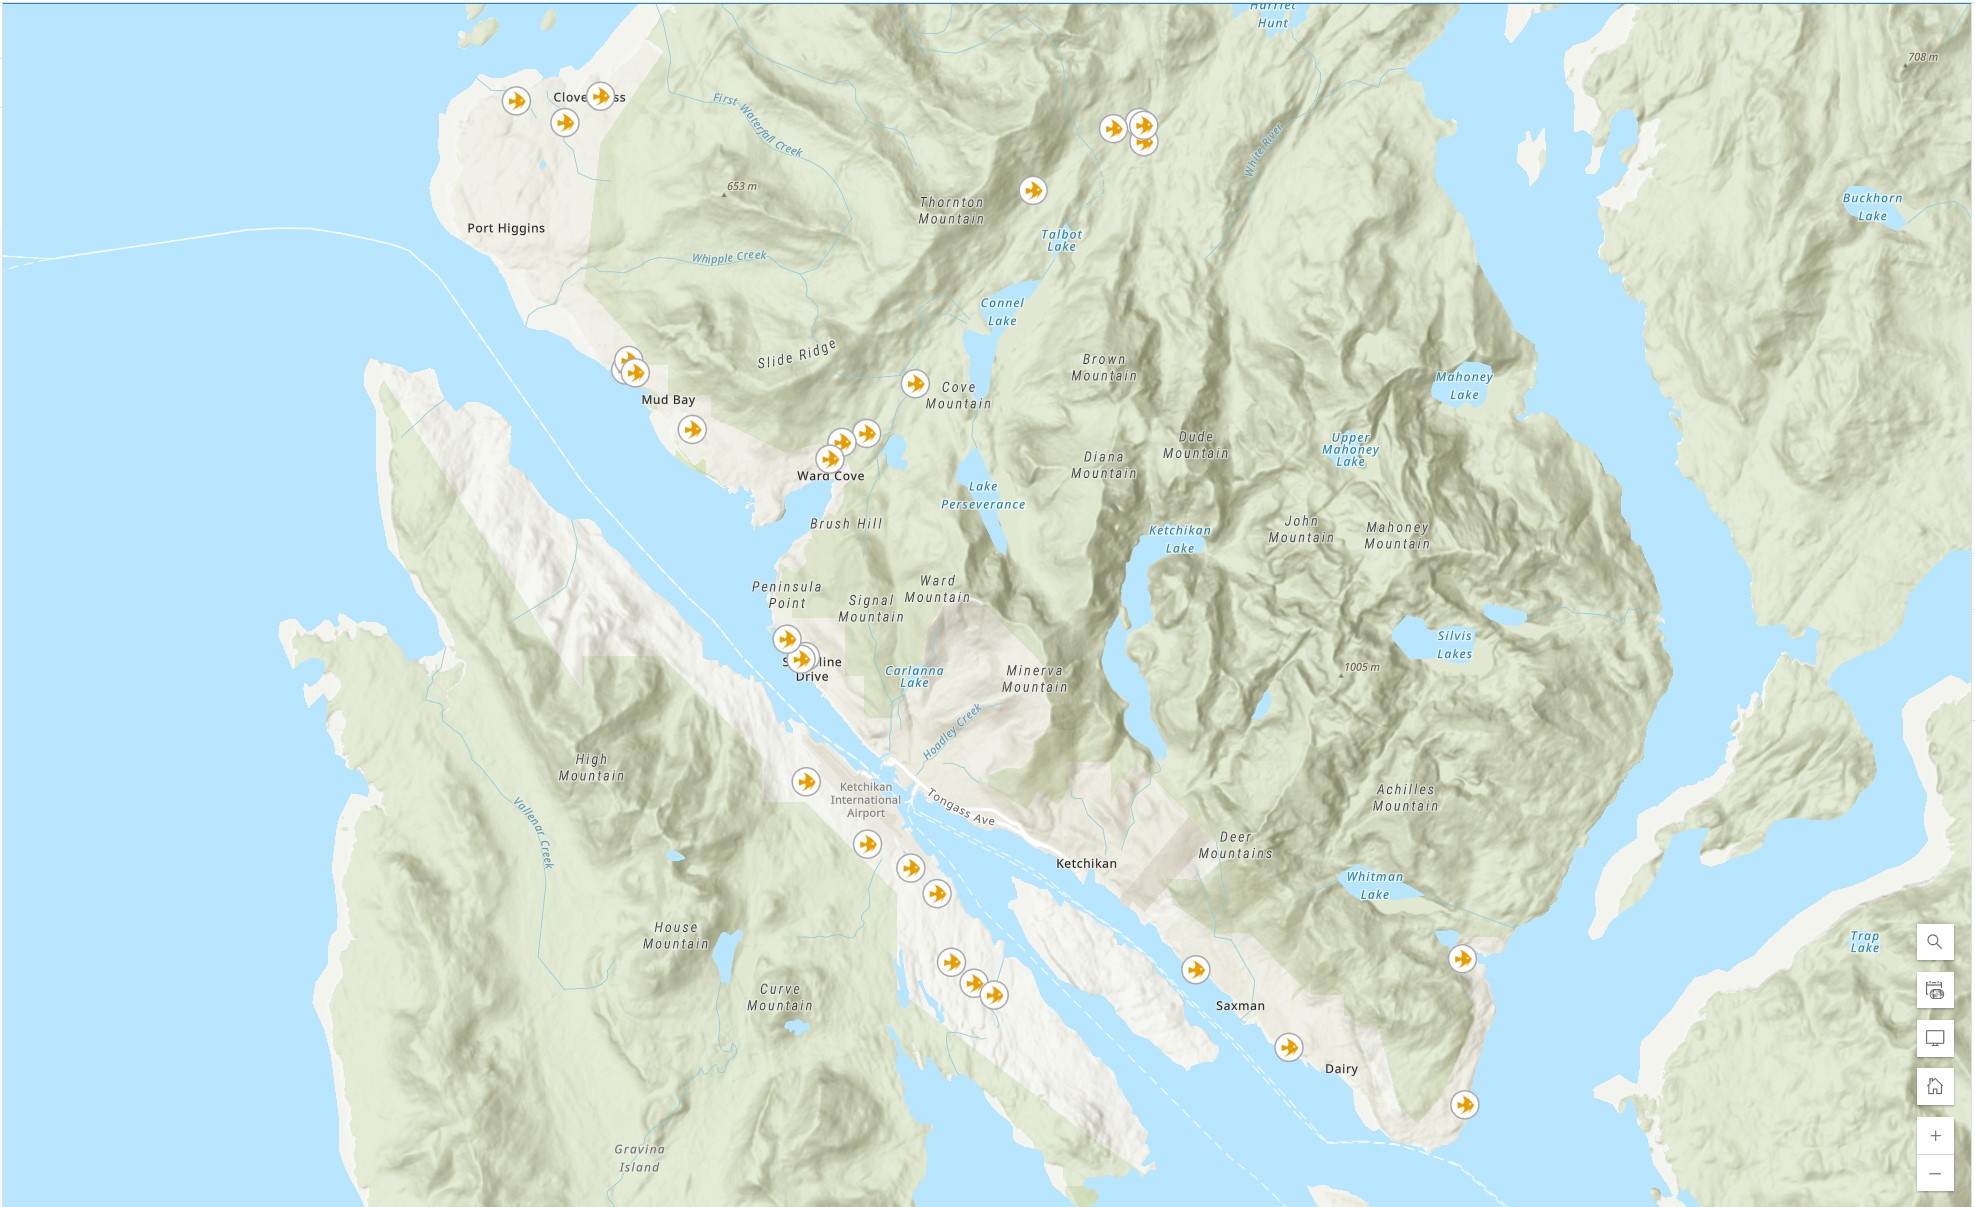 Harriet
Hunt
708 m
Clove
ss
First Waterfall Creek
White River
653 m
Thornton
Mountain
Buckhorn
Lake
Port Higgins
Talbot
Lake
Whipple Creek
Connel
Lake
Slide Ridge
Brown
Mountain
Cove
Mountain
Mahoney
Lake
Mud Bay
Upper
Mahoney
Lake
Dude
Mountain
Diana
Mountain
Ward Cove
Lake
Perseverance
Brush Hill
Ketchikan
Lake
John
Mountain
Mahoney
Mountain
Peninsula
Point
Ward
Mountain
Signal
Mountain
Silvis
Lakes
S
line
Drive
Carlanna
Lake
Minerva
Mountain
1005 m
Hoadley Creek
High
Mountain
Ketchikan
International
Airport
Tongass Ave
Achilles
Mountain
Vallenar Creek
Deer
Mountains
Ketchikan
Whitman
Lake
House
Mountain
Trap
Lake
Curve
Mountain
Saxman
Dairy
Gravina
Island